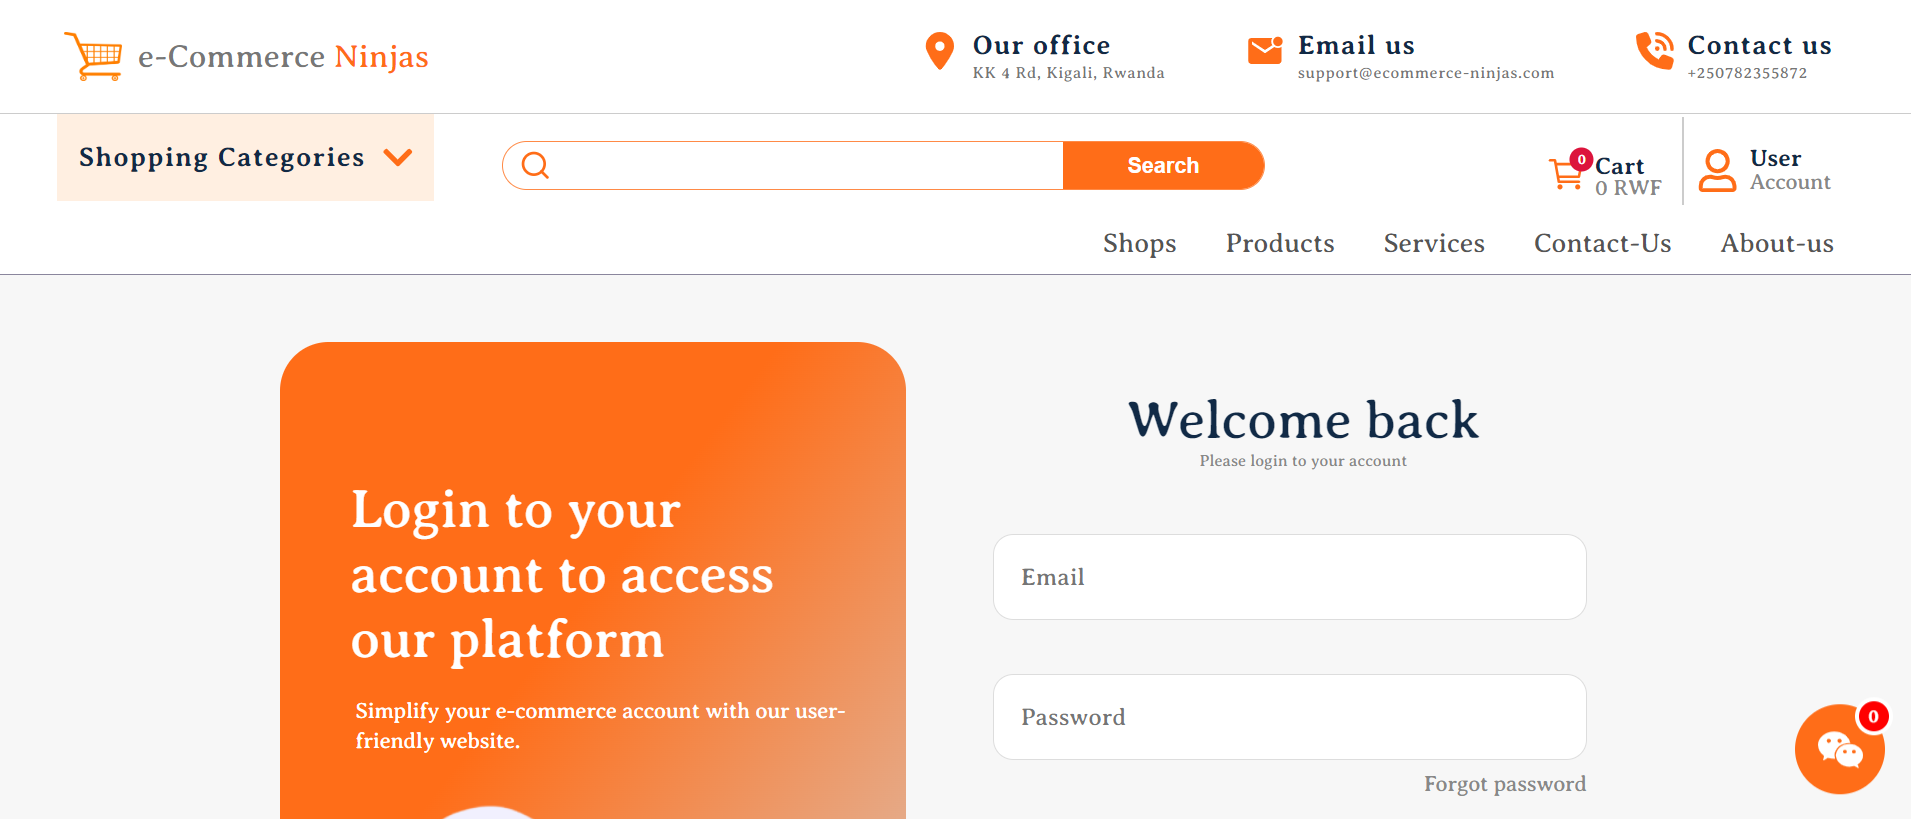 e-Commerce Ninjas
Our office
KK 4 Rd, Kigali, Rwanda
Email us
support@ecommerce-ninjas.com
Contact us
+250782355872
Shopping Categories
Search
0
Cart
0 RWF
User
Account
Shops
Products
Services
Contact-Us
About-us
Login to your
account to access
our platform
Simplify your e-commerce account with our user-
friendly website.
Welcome back
Please login to your account
Email
Password
Forgot password
0